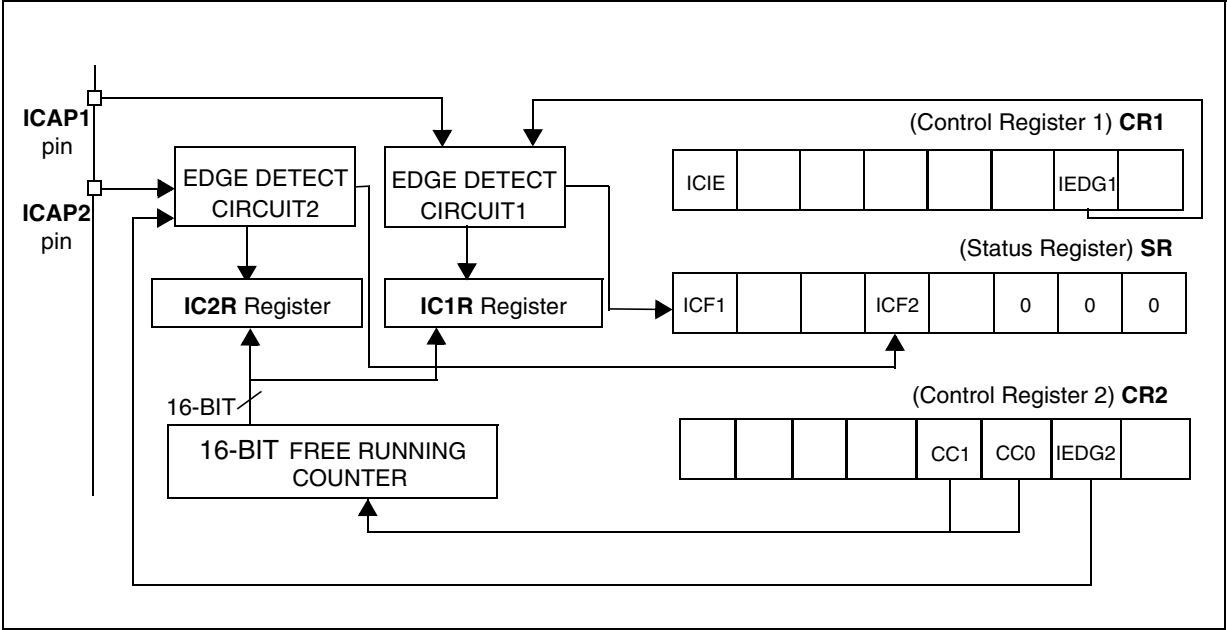 ICAP1
pin
ICAP2
pin
EDGE DETECT
CIRCUIT2
EDGE DETECT
CIRCUIT1
IC2R Register
IC1R Register
16-BIT
16-BIT FREE RUNNING
COUNTER
(Control Register 1) CR1
ICIE IEDG1
(Status Register) SR
ICF1 ICF2 0 0 0
(Control Register 2) CR2
CC1 CC0 IEDG2